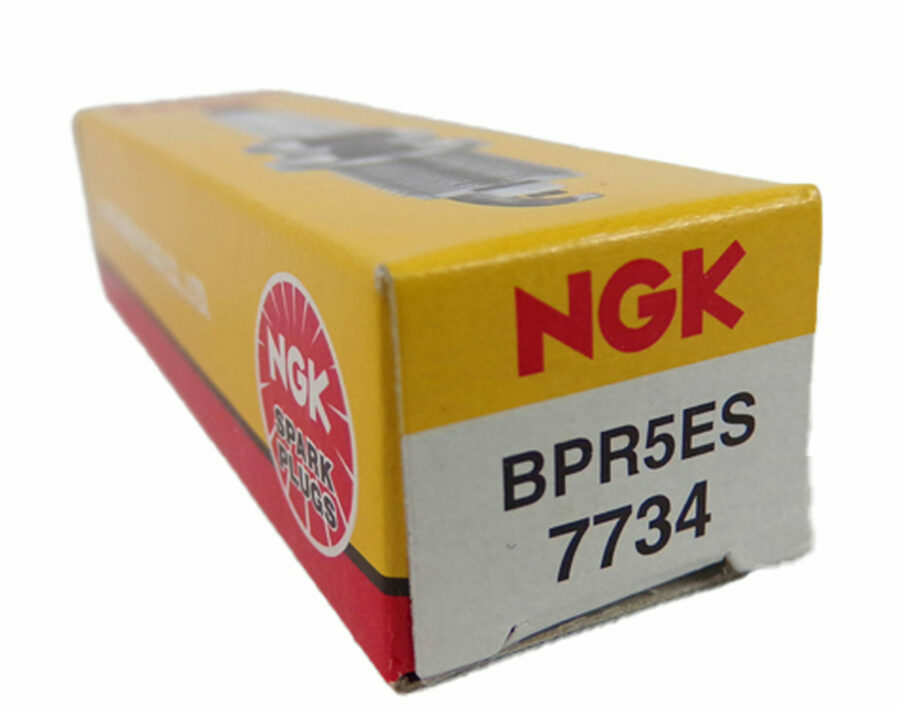 NGK
BPR5ES
7734
NGK
SPARK
PLUGS